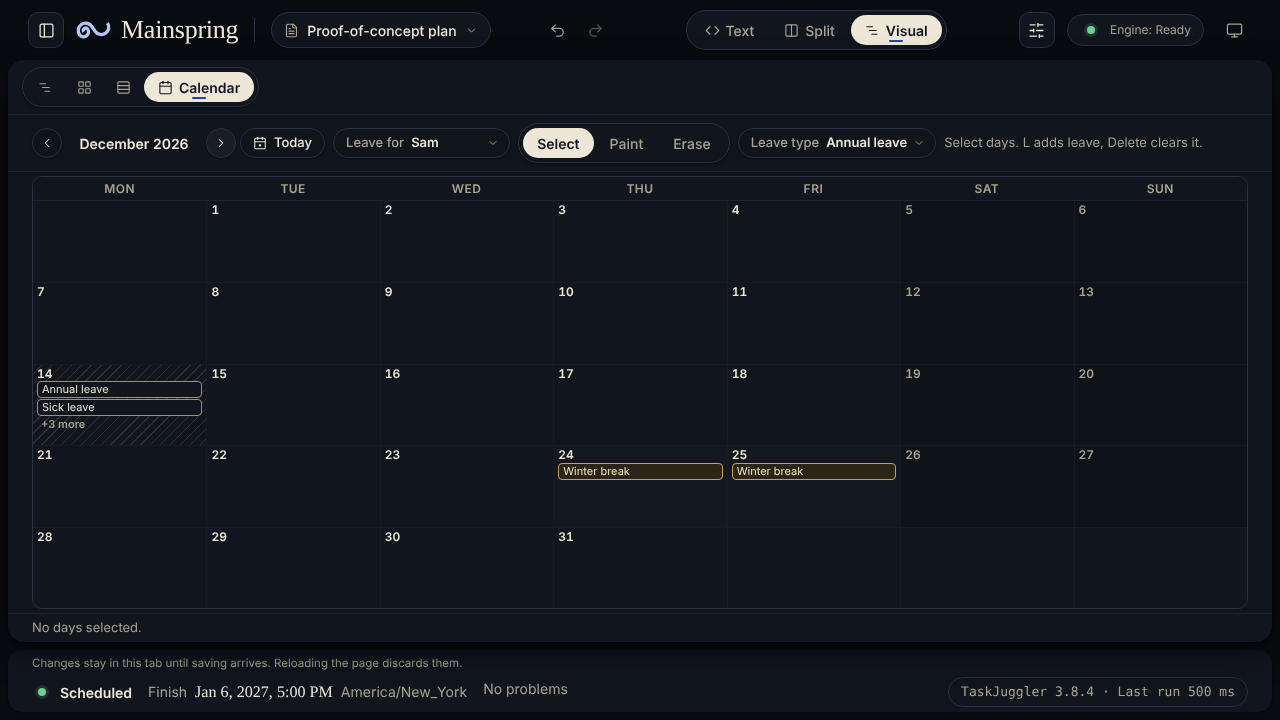 Mainspring
Proof-of-concept plan
Text
Split
Visual
Engine: Ready
Calendar
December 2026
Today
Leave for Sam
Select
Paint
Erase
Leave type Annual leave
Select days. L adds leave, Delete clears it.
MON TUE WED THU FRI SAT SUN
1 2 3 4 5 6
7 8 9 10 11 12 13
14 15 16 17 18 19 20
Annual leave
Sick leave
+3 more
21 22 23 24 25 26 27
Winter break Winter break
28 29 30 31
No days selected.
Changes stay in this tab until saving arrives. Reloading the page discards them.
Scheduled Finish Jan 6, 2027, 5:00 PM America/New_York No problems
TaskJuggler 3.8.4 · Last run 500 ms